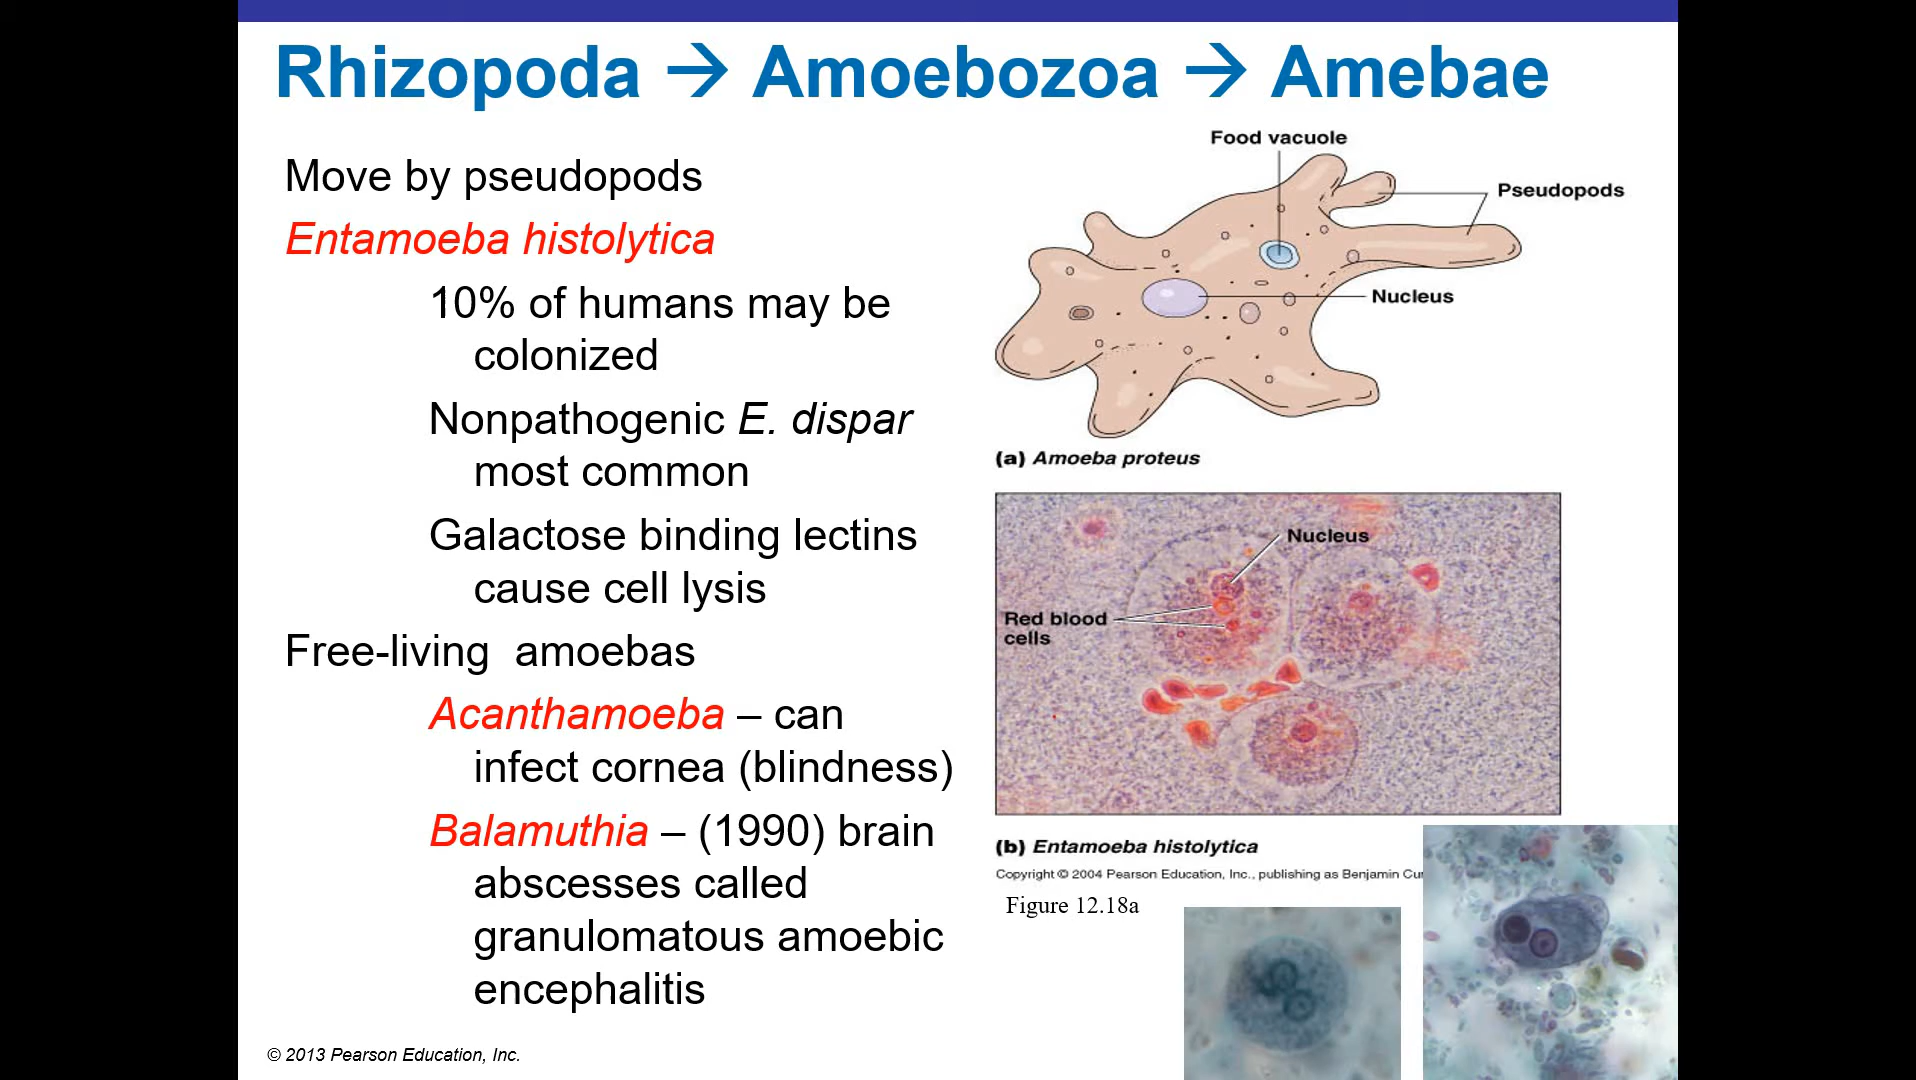 Rhizopoda → Amoebozoa → Amebae
Move by pseudopods
Entamoeba histolytica
10% of humans may be
colonized
Nonpathogenic E. dispar
most common
Galactose binding lectins
cause cell lysis
Free-living  amoebas
Acanthamoeba – can
infect cornea (blindness)
Balamuthia – (1990) brain
abscesses called
granulomatous amoebic
encephalitis
© 2013 Pearson Education, Inc.
Food vacuole
Pseudopods
Nucleus
(a) Amoeba proteus
Nucleus
Red blood
cells
(b) Entamoeba histolytica
Copyright © 2004 Pearson Education, Inc., publishing as Benjamin Cu
Figure 12.18a